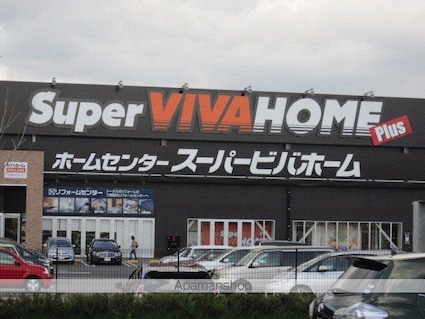 Super VIVA HOME Plus
ホームセンター スーパービバホーム
リフォームセンター
Apamanshop